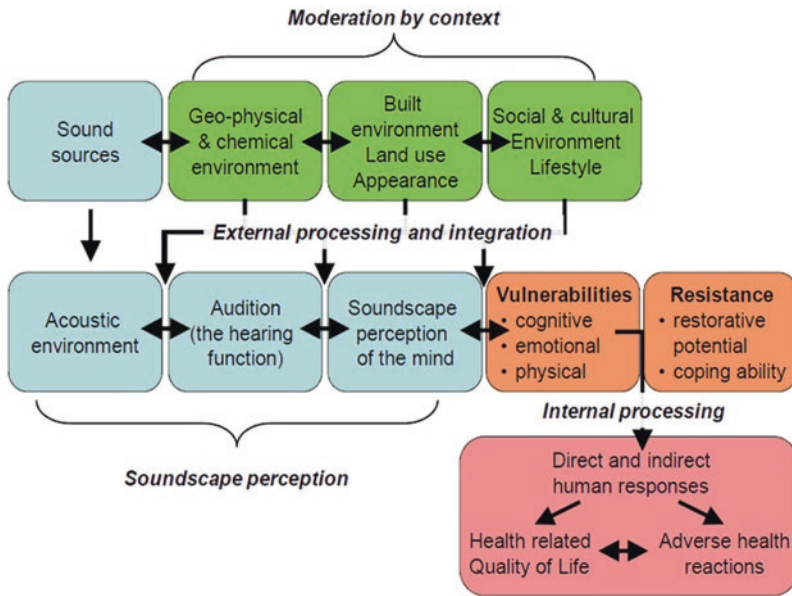 Moderation by context
Sound
sources
Geo-physical
& chemical
environment
Built
environment
Land use
Appearance
Social & cultural
Environment
Lifestyle
External processing and integration
Acoustic
environment
Audition
(the hearing
function)
Soundscape
perception
of the mind
Vulnerabilities
• cognitive
• emotional
• physical
Resistance
• restorative
potential
• coping ability
Internal processing
Soundscape perception
Direct and indirect
human responses
Health related
Quality of Life
Adverse health
reactions